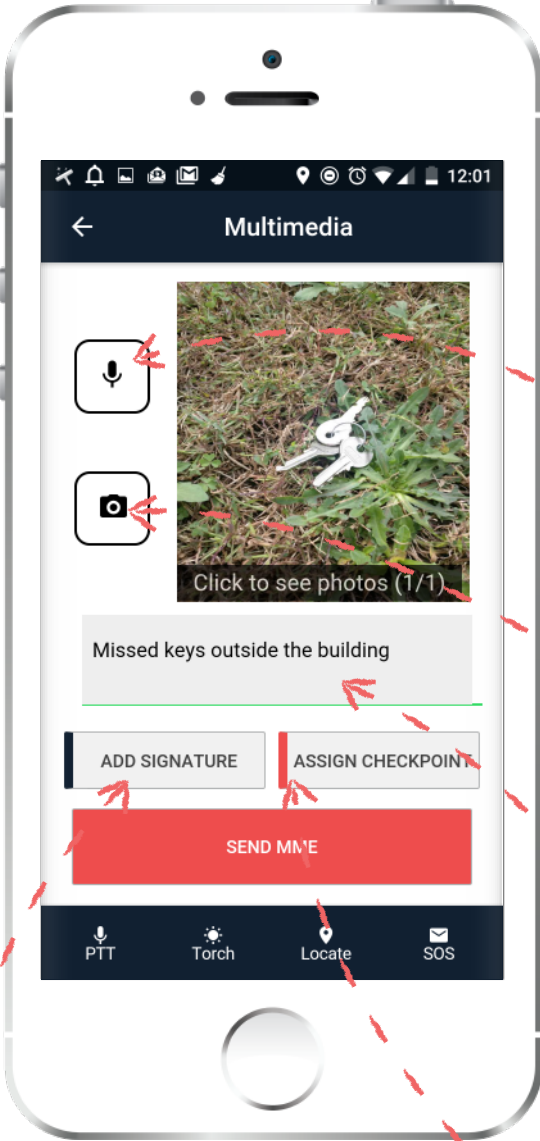 12:01
Multimedia
Click to see photos (1/1)
Missed keys outside the building
ADD SIGNATURE
ASSIGN CHECKPOINT
SEND MME
PTT
Torch
Locate
SOS